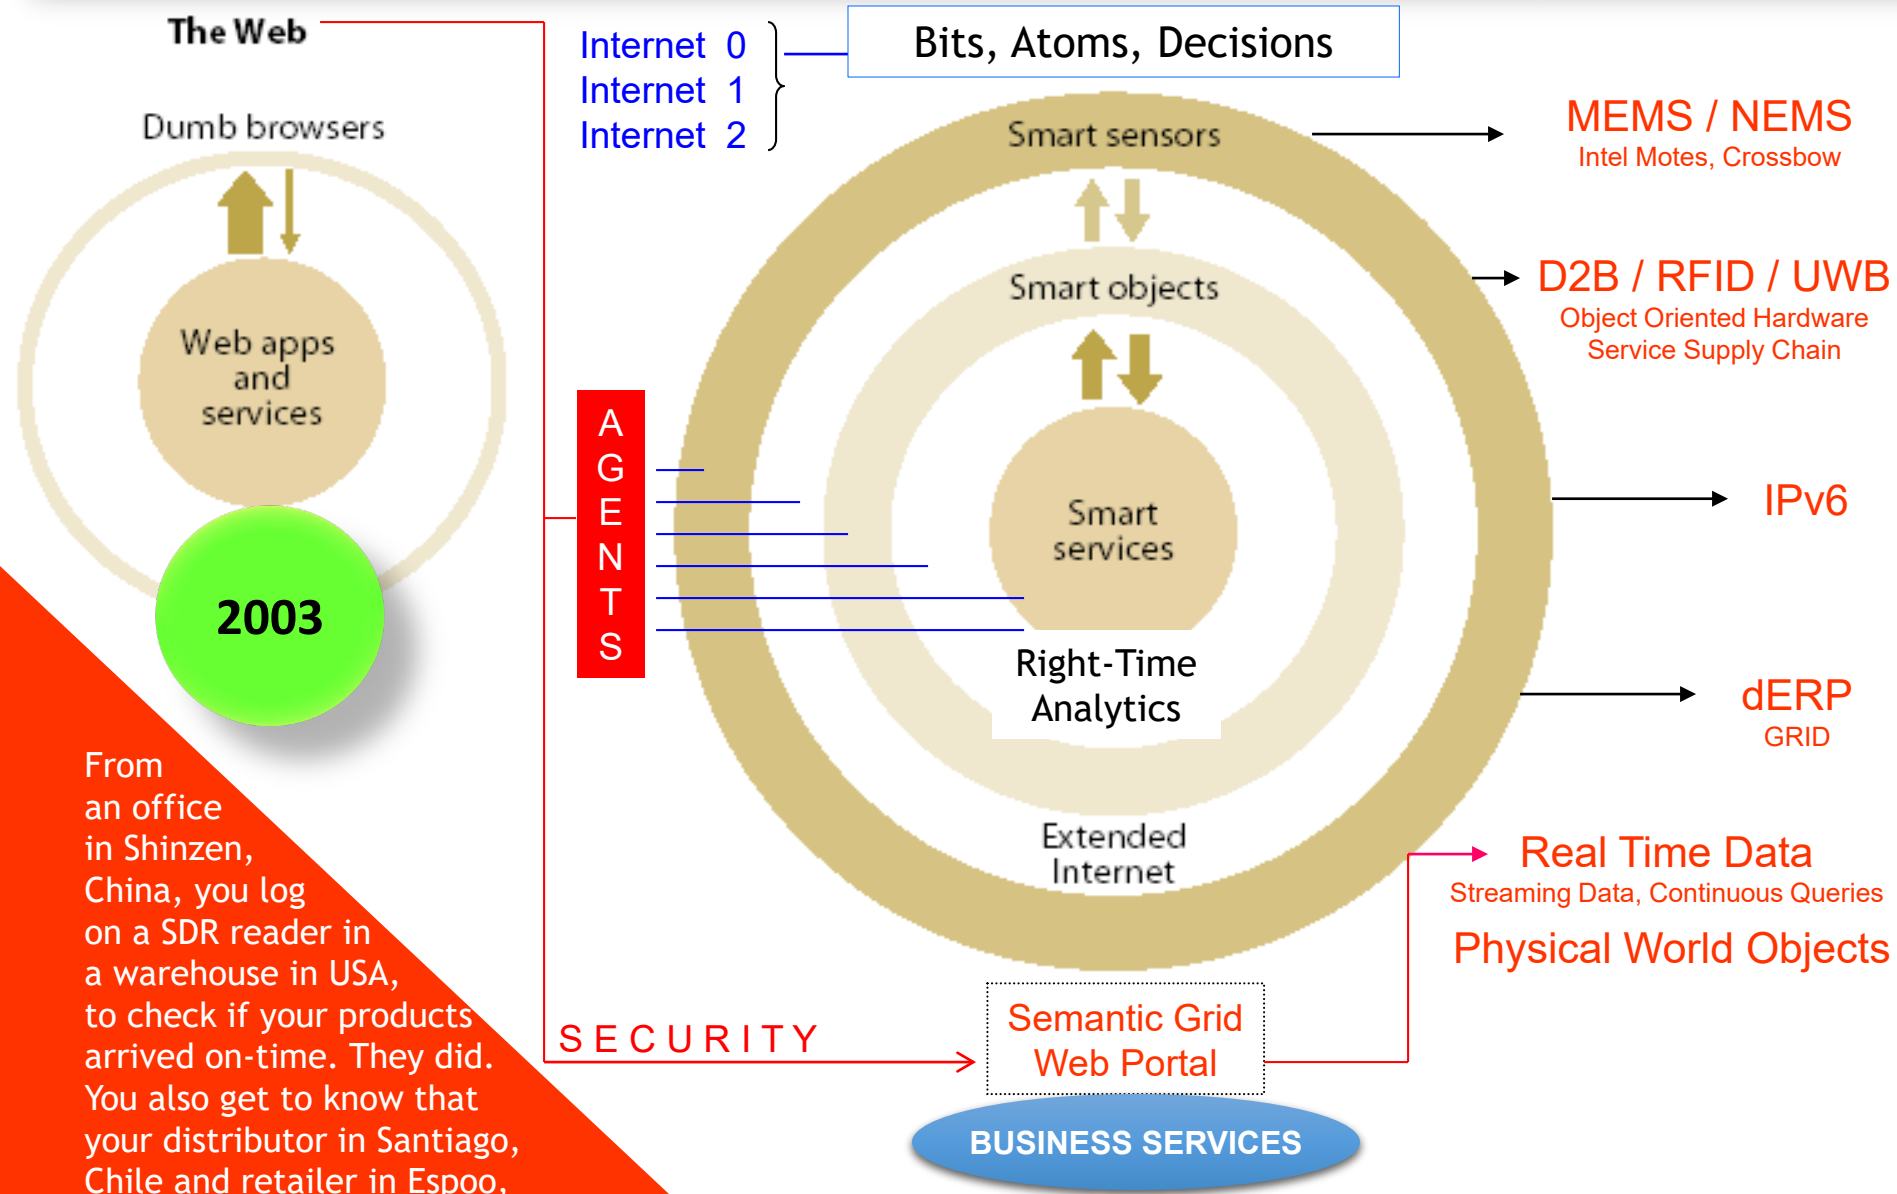 The Web
Dumb browsers
Web apps
and
services
2003
From
an office
in Shinzen,
China, you log
on a SDR reader in
a warehouse in USA,
to check if your products
arrived on-time. They did.
You also get to know that
your distributor in Santiago,
Chile and retailer in Espoo,
Internet 0
Internet 1
Internet 2
Bits, Atoms, Decisions
A
G
E
N
T
S
Smart sensors
Smart objects
Smart
services
Right-Time
Analytics
Extended
Internet
MEMS / NEMS
Intel Motes, Crossbow
D2B / RFID / UWB
Object Oriented Hardware
Service Supply Chain
IPv6
dERP
GRID
Real Time Data
Streaming Data, Continuous Queries
Physical World Objects
S E C U R I T Y
Semantic Grid
Web Portal
BUSINESS SERVICES